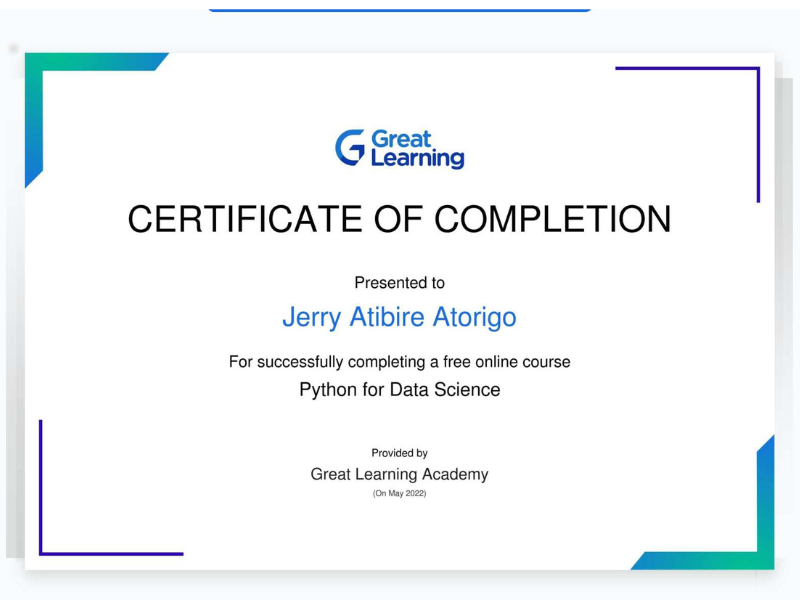 Great
Learning
CERTIFICATE OF COMPLETION
Presented to
Jerry Atibire Atorigo
For successfully completing a free online course
Python for Data Science
Provided by
Great Learning Academy
(On May 2022)